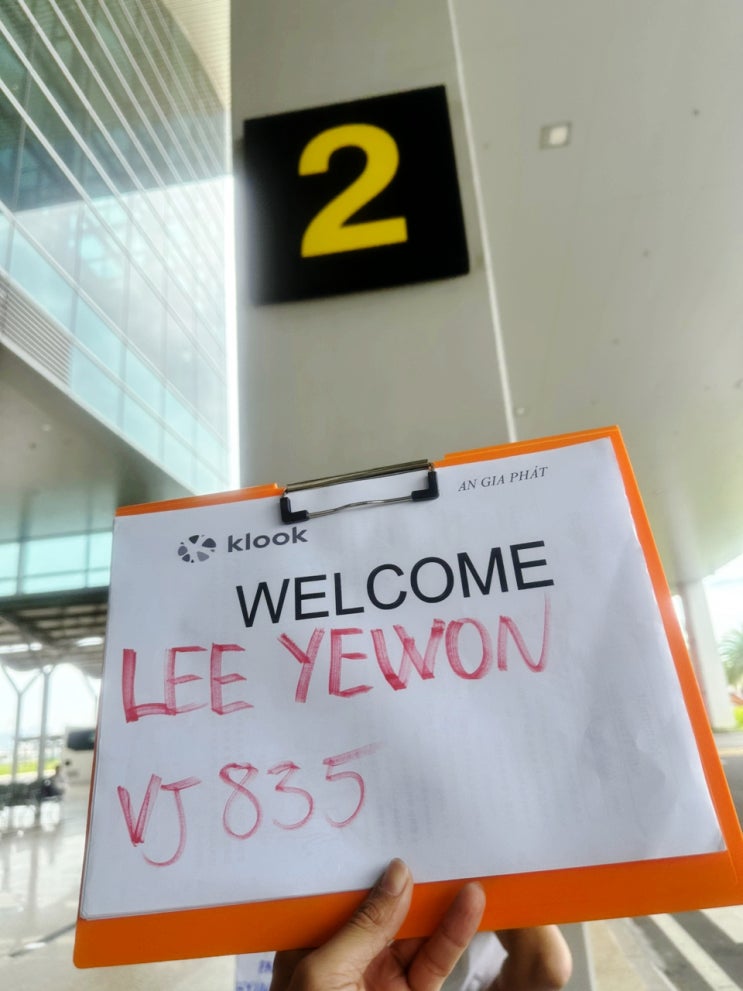 2
AN GIA PHÁT
klook
WELCOME
LEE YEWON
VJ 835